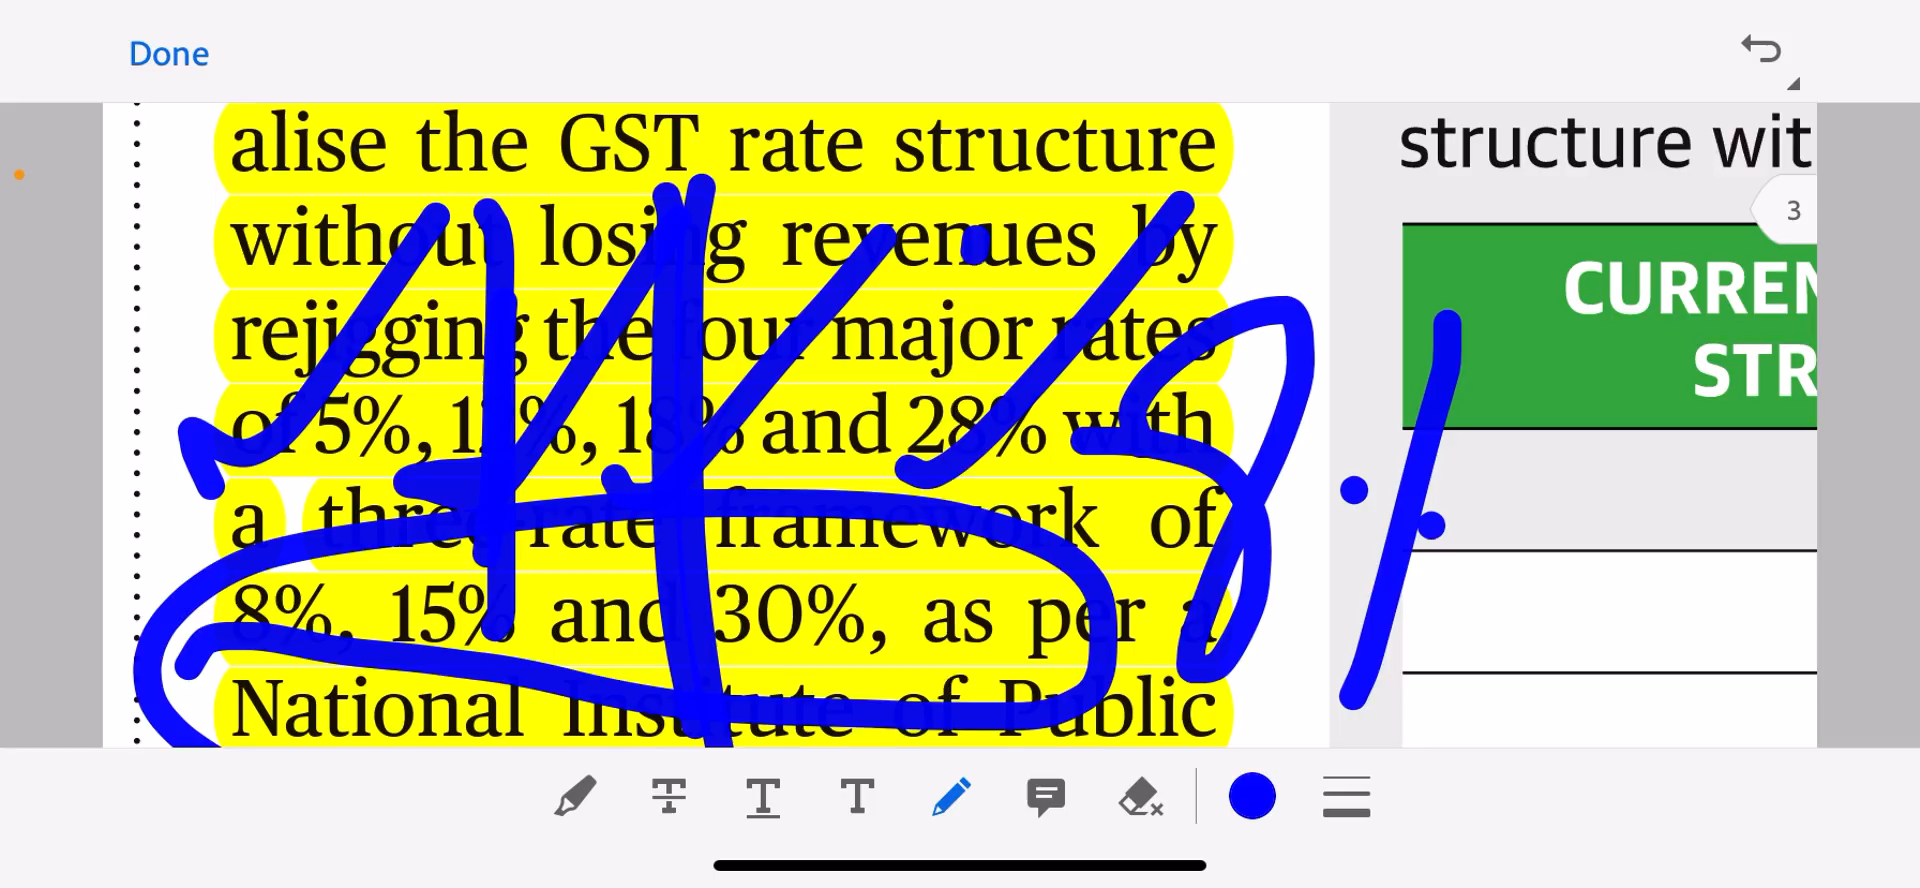 Done
alise the GST rate structure
without losing revenues by
rejigging the four major rates
of 5%, 12%, 18% and 28% with
a three-rate framework of
8%, 15% and 30%, as per a
National Institute of Public
structure wit
3
CURREN
STR